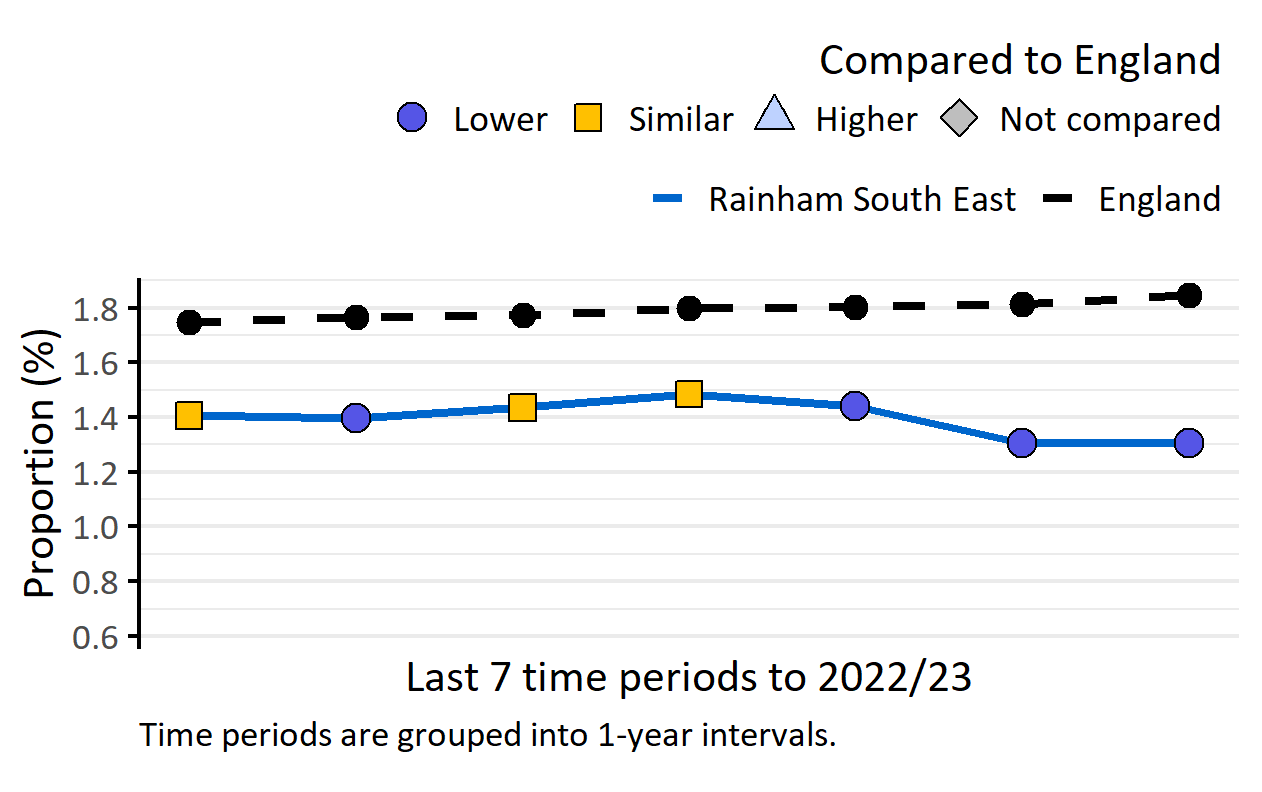 Compared to England
Lower Similar Higher Not compared
Rainham South East England
Proportion (%)
1.8
1.6
1.4
1.2
1.0
0.8
0.6
Last 7 time periods to 2022/23
Time periods are grouped into 1-year intervals.